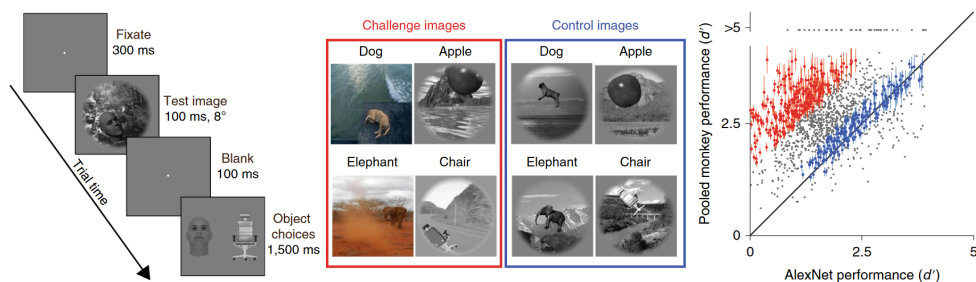 Fixate
300 ms
Test image
100 ms, 8°
Blank
100 ms
Object
choices
1,500 ms
Trial time
Challenge images
Dog Apple
Elephant Chair
Control images
Dog Apple
Elephant Chair
Pooled monkey performance (d′)
>5
2.5
0
0 2.5 5
AlexNet performance (d′)